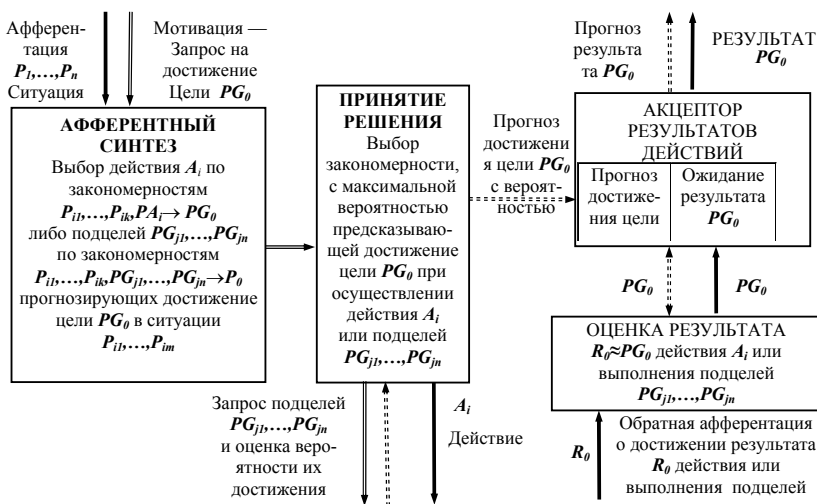 Афферен-
тация
P1,…,Pn
Ситуация
Мотивация —
Запрос на
достижение
Цели PG0
АФФЕРЕНТНЫЙ
СИНТЕЗ
Выбор действия Ai по
закономерностям
Pi1,…,Pik,PAi→ PG0
либо подцелей PGj1,…,PGjn
по закономерностям
Pi1,…,Pik,PGj1,…,PGjn→P0
прогнозирующих достижение
цели PG0 в ситуации
Pi1,…,Pim
ПРИНЯТИЕ
РЕШЕНИЯ
Выбор
закономерности,
с максимальной
вероятностью
предсказываю-
щей достижение
цели PG0 при
осуществлении
действия Ai
или подцелей
PGj1,…,PGjn
Запрос подцелей
PGj1,…,PGjn
и оценка веро-
ятности их
достижения
Ai
Действие
Прогноз
достижени
я цели PG0
с вероят-
ностью
Прогноз
результа
та PG0
РЕЗУЛЬТАТ
PG0
АКЦЕПТОР
РЕЗУЛЬТАТОВ
ДЕЙСТВИЙ
Прогноз
достиже-
ния цели
Ожидание
результата
PG0
PG0
PG0
ОЦЕНКА РЕЗУЛЬТАТА
R0≈PG0 действия Ai или
выполнения подцелей
PGj1,…,PGjn
R0
Обратная афферентация
о достижении результата
R0 действия или
выполнения подцелей